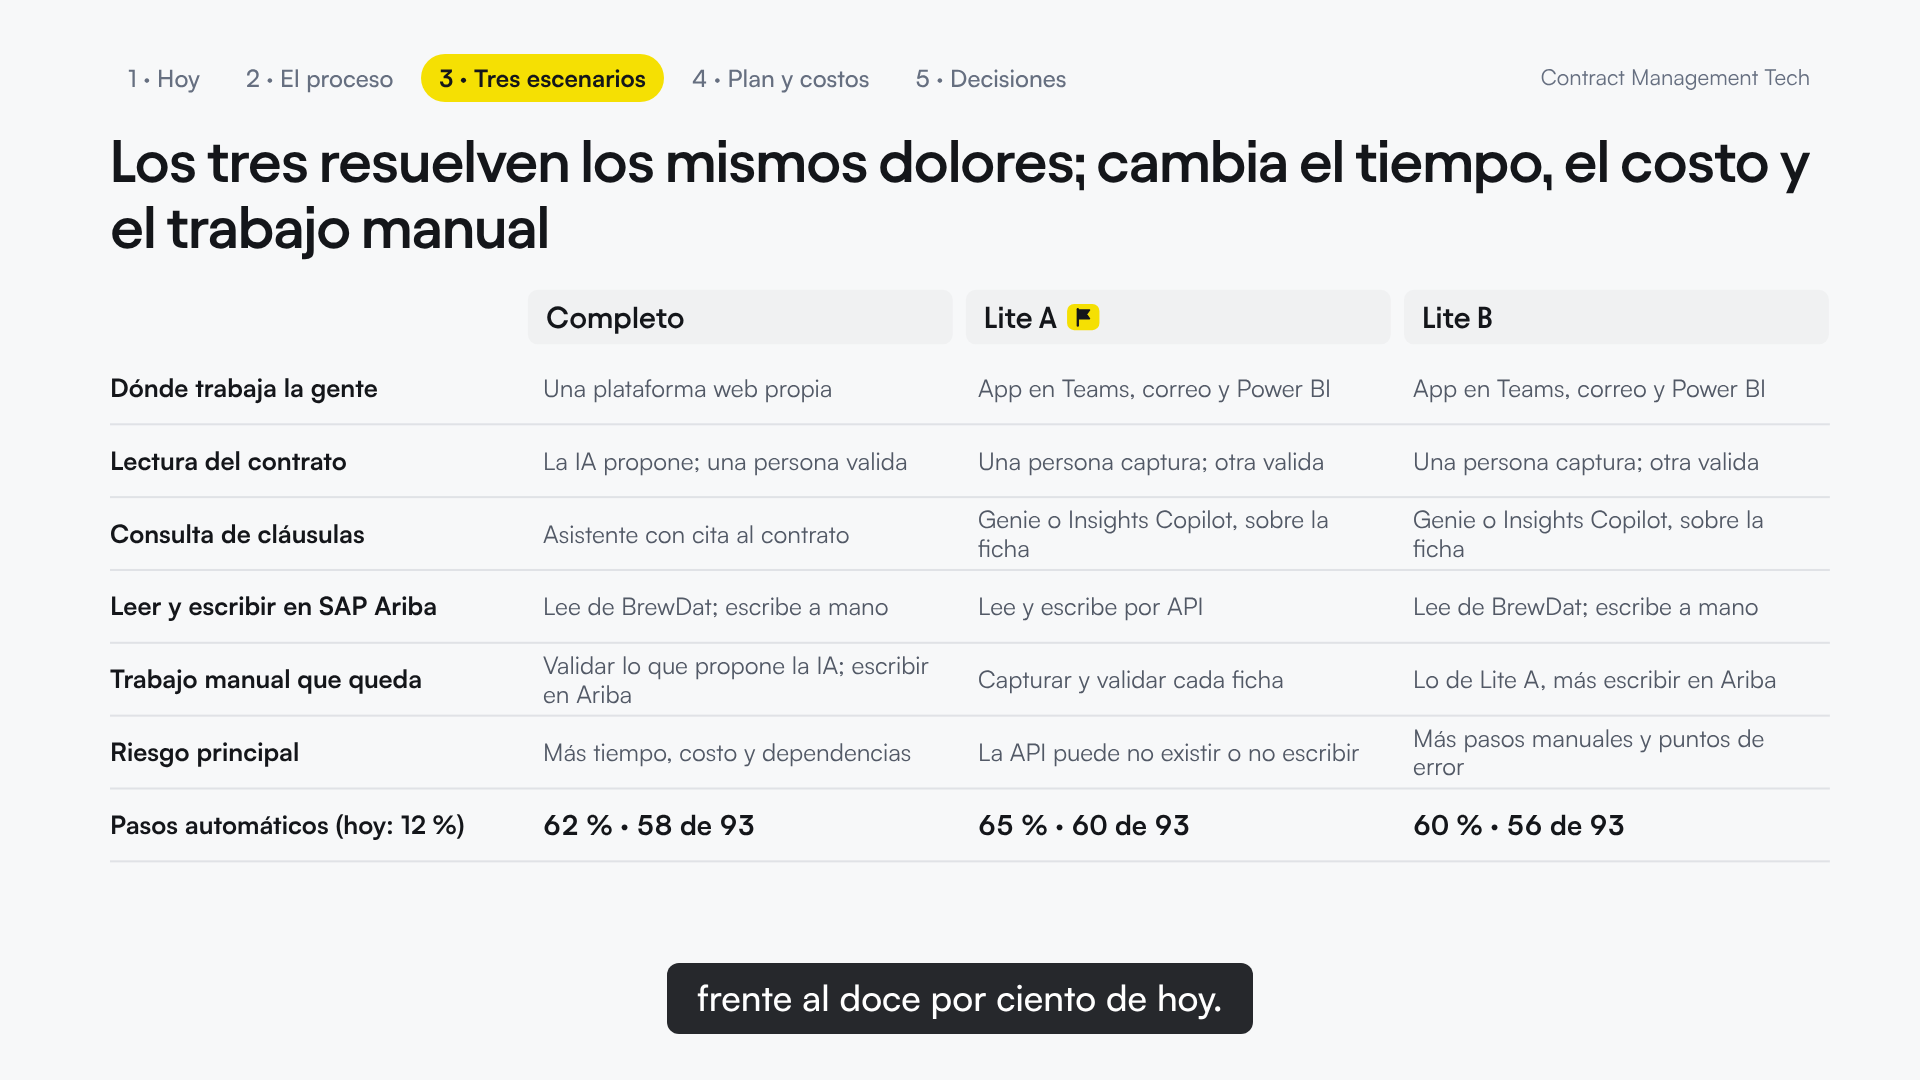 1 · Hoy
2 · El proceso
3 · Tres escenarios
4 · Plan y costos
5 · Decisiones
Contract Management Tech
Los tres resuelven los mismos dolores; cambia el tiempo, el costo y
el trabajo manual
Completo
Lite A
Lite B
Dónde trabaja la gente
Una plataforma web propia
App en Teams, correo y Power BI
App en Teams, correo y Power BI
Lectura del contrato
La IA propone; una persona valida
Una persona captura; otra valida
Una persona captura; otra valida
Consulta de cláusulas
Asistente con cita al contrato
Genie o Insights Copilot, sobre la
ficha
Genie o Insights Copilot, sobre la
ficha
Leer y escribir en SAP Ariba
Lee de BrewDat; escribe a mano
Lee y escribe por API
Lee de BrewDat; escribe a mano
Trabajo manual que queda
Validar lo que propone la IA; escribir
en Ariba
Capturar y validar cada ficha
Lo de Lite A, más escribir en Ariba
Riesgo principal
Más tiempo, costo y dependencias
La API puede no existir o no escribir
Más pasos manuales y puntos de
error
Pasos automáticos (hoy: 12 %)
62 % · 58 de 93
65 % · 60 de 93
60 % · 56 de 93
frente al doce por ciento de hoy.